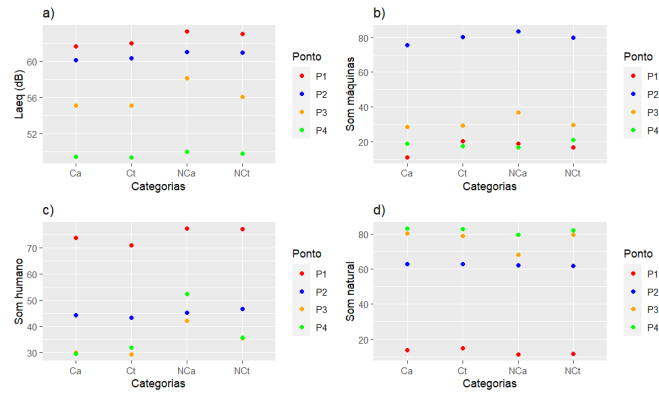 a)
Laeq (dB)
60
56
52
Ca
Ct
NCa
NCt
Categorias
Ponto
P1
P2
P3
P4
b)
Som máquinas
80
60
40
20
Ca
Ct
NCa
NCt
Categorias
Ponto
P1
P2
P3
P4
c)
Som humano
70
60
50
40
30
Ca
Ct
NCa
NCt
Categorias
Ponto
P1
P2
P3
P4
d)
Som natural
80
60
40
20
Ca
Ct
NCa
NCt
Categorias
Ponto
P1
P2
P3
P4